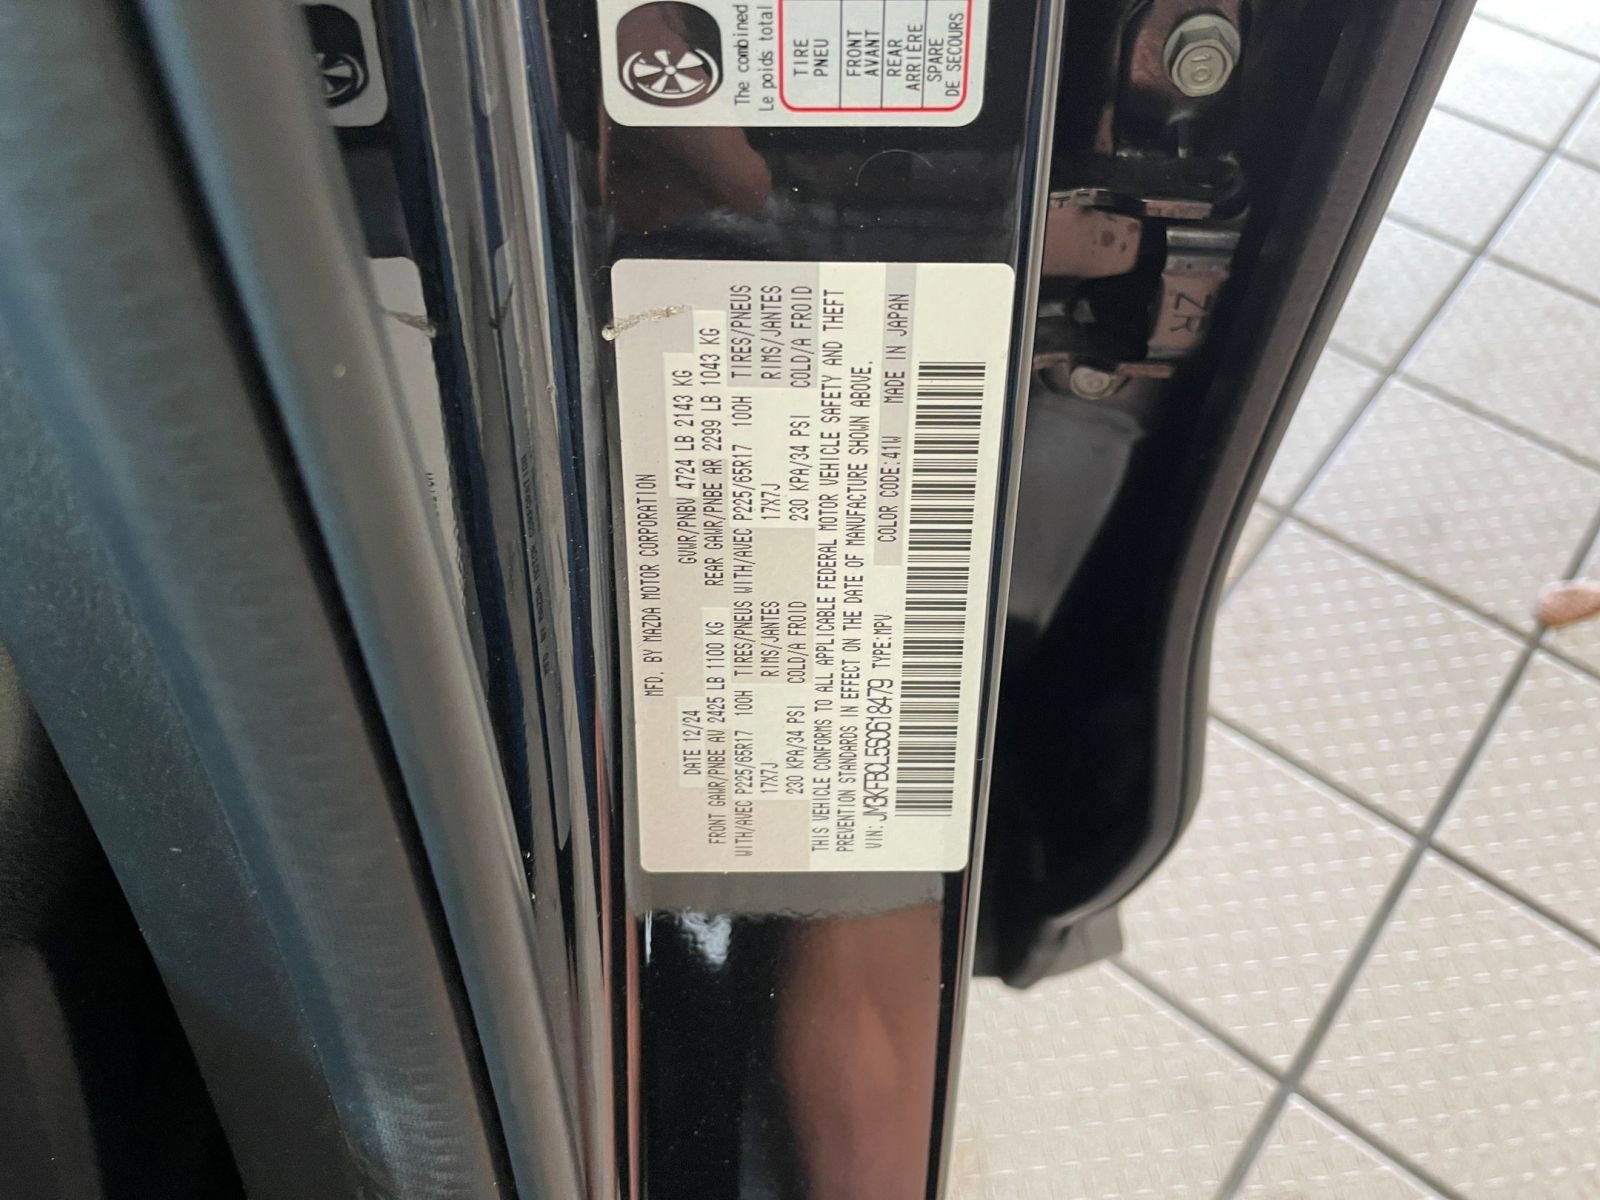 The combined
Le poids total
TIRE
PNEU
FRONT
AVANT
REAR
ARRIÈRE
SPARE
DE SECOURS
MFD. BY MAZDA MOTOR CORPORATION
DATE 12/24 GVWR/PNBV 4724 LB 2143 KG
FRONT GAWR/PNBE AV 2425 LB 1100 KG REAR GAWR/PNBE AR 2299 LB 1043 KG
WITH/AVEC P225/65R17 100H TIRES/PNEUS WITH/AVEC P225/65R17 100H TIRES/PNEUS
17X7J RIMS/JANTES 17X7J RIMS/JANTES
230 KPA/34 PSI COLD/A FROID 230 KPA/34 PSI COLD/A FROID
THIS VEHICLE CONFORMS TO ALL APPLICABLE FEDERAL MOTOR VEHICLE SAFETY AND THEFT
PREVENTION STANDARDS IN EFFECT ON THE DATE OF MANUFACTURE SHOWN ABOVE.
VIN: JM3KFBCL5S0618479 TYPE:MPV COLOR CODE:41W MADE IN JAPAN
10
ZR